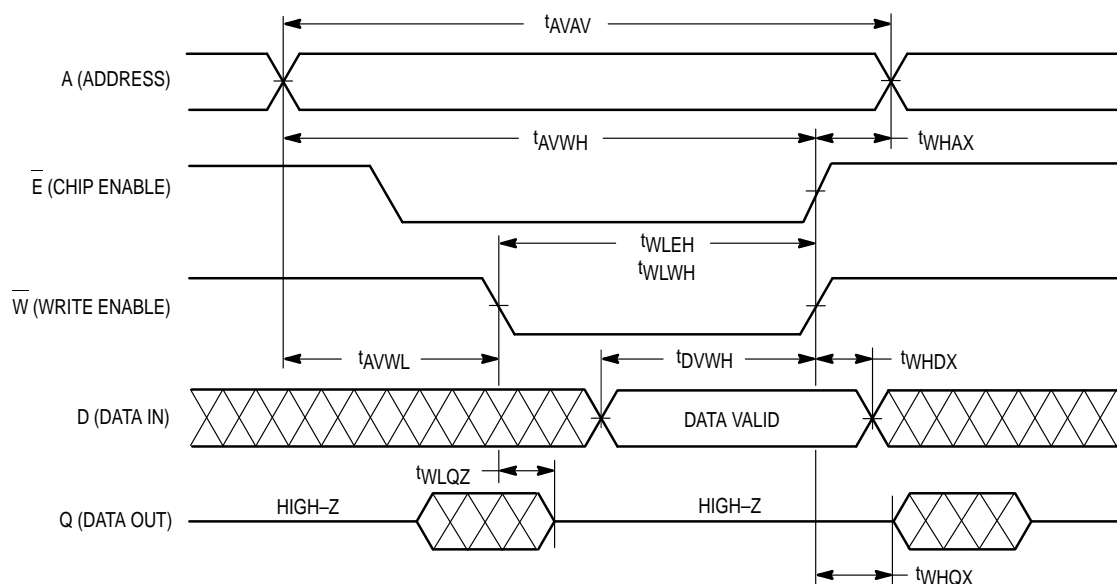 tAVAV
A (ADDRESS)
tAVWH
tWHAX
E (CHIP ENABLE)
tWLEH
tWLWH
W (WRITE ENABLE)
tAVWL
tDVWH
tWHDX
D (DATA IN)
DATA VALID
tWLQZ
Q (DATA OUT)
HIGH–Z
HIGH–Z
tWHQX